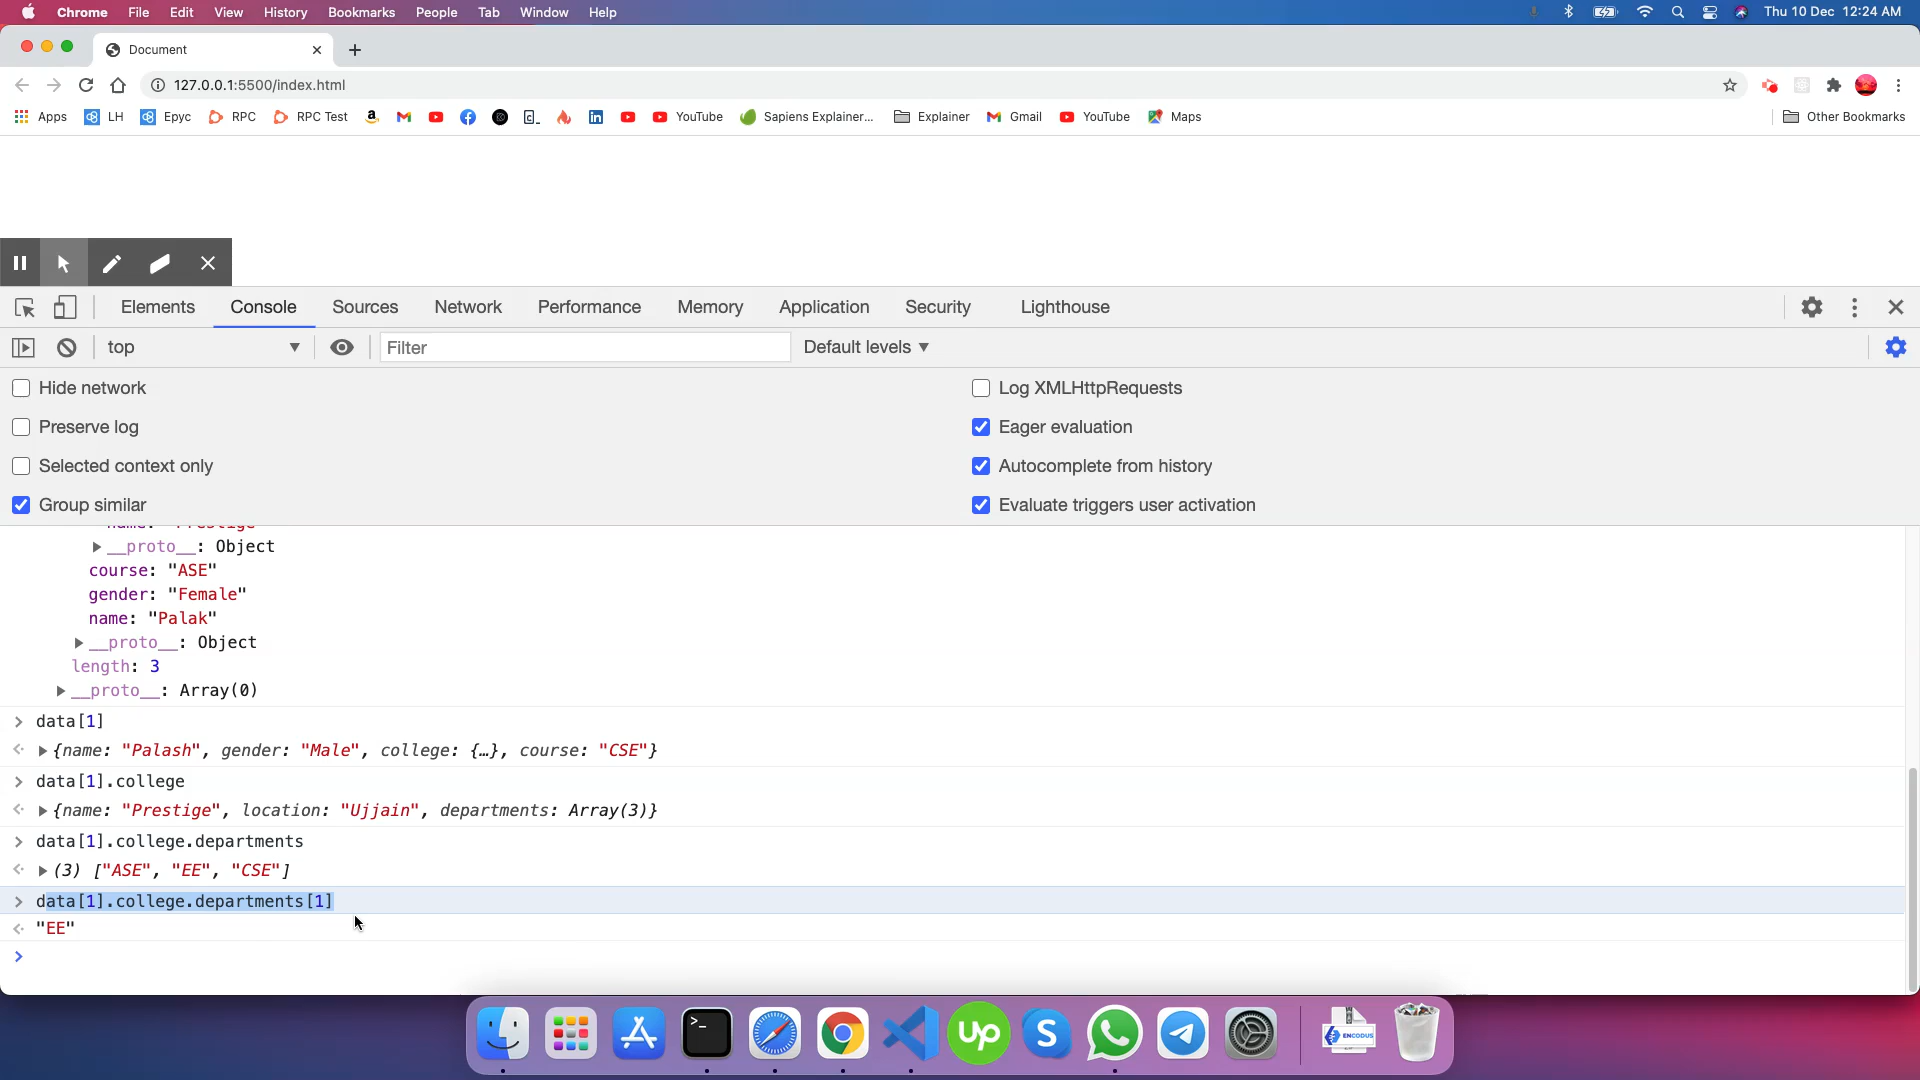 Chrome File Edit View History Bookmarks People Tab Window Help Thu 10 Dec 12:24 AM
Document
127.0.0.1:5500/index.html
Apps LH Epyc RPC RPC Test YouTube Sapiens Explainer... Explainer Gmail YouTube Maps Other Bookmarks
Elements Console Sources Network Performance Memory Application Security Lighthouse
top Filter Default levels
Hide network Log XMLHttpRequests
Preserve log Eager evaluation
Selected context only Autocomplete from history
Group similar Evaluate triggers user activation
name: "Prestige"
__proto__: Object
course: "ASE"
gender: "Female"
name: "Palak"
__proto__: Object
length: 3
__proto__: Array(0)
data[1]
{name: "Palash", gender: "Male", college: {…}, course: "CSE"}
data[1].college
{name: "Prestige", location: "Ujjain", departments: Array(3)}
data[1].college.departments
(3) ["ASE", "EE", "CSE"]
data[1].college.departments[1]
"EE"
up
ENCODUS